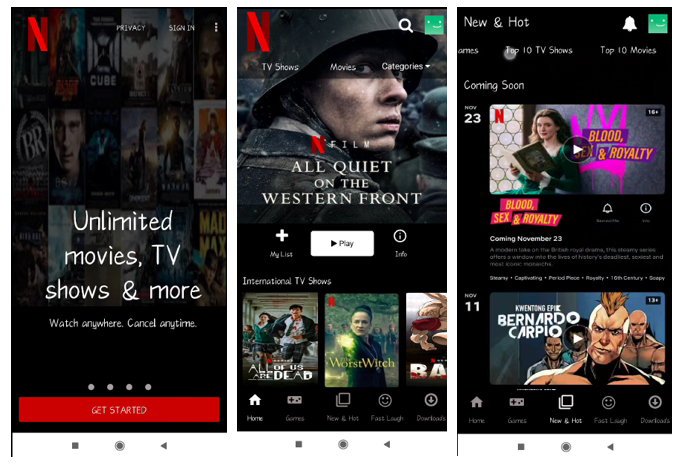 N
PRIVACY
SIGN IN
CUBE
Unlimited
movies, TV
shows & more
Watch anywhere. Cancel anytime.
GET STARTED
N
TV Shows
Movies
Categories
N FILM
ALL QUIET
ON THE
WESTERN FRONT
My List
Play
Info
International TV Shows
ALL OF US
ARE DEAD
N
WorstWitch
BA
Home
Games
New & Hot
Fast Laugh
Downloads
New & Hot
ames
Top 10 TV Shows
Top 10 Movies
Coming Soon
NOV
23
N
16+
BLOOD,
SEX & ROYALTY
BLOOD,
SEX & ROYALTY
Remind Me
Info
Coming November 23
A modern take on the British royal drama, this steamy series
offers a window into the lives of history's deadliest, sexiest and
most iconic monarchs.
Steamy • Captivating • Period Piece • Royalty • 16th Century • Soapy
NOV
11
13+
KWENTONG EPIK
BERNARDO
CARPIO
Home
Games
New & Hot
Fast Laugh
Downloads